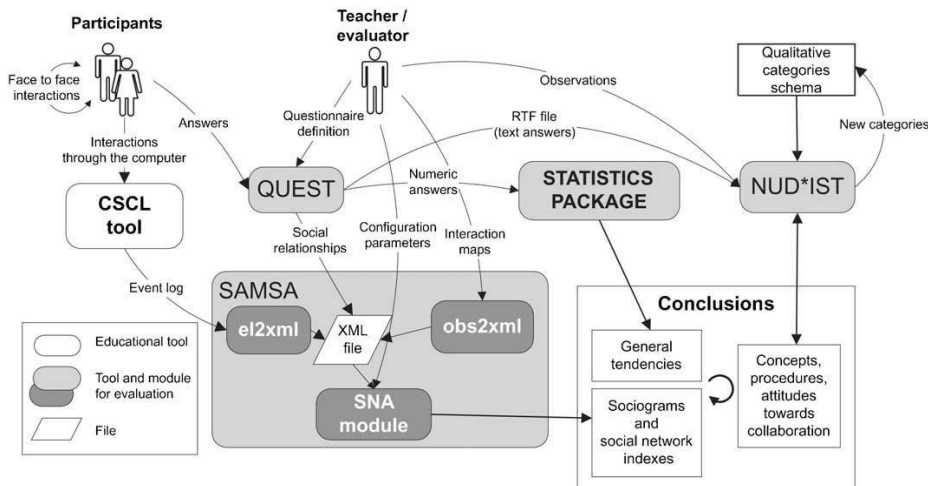 Participants
Face to face
interactions
Answers
Interactions
through the computer
CSCL
tool
Event log
Teacher /
evaluator
Questionnaire
definition
Observations
RTF file
(text answers)
QUEST
Numeric
answers
STATISTICS
PACKAGE
Qualitative
categories
schema
New categories
NUD*IST
Social
relationships
Configuration
parameters
Interaction
maps
SAMSA
el2xml
XML
file
obs2xml
SNA
module
Conclusions
General
tendencies
Sociograms
and
social network
indexes
Concepts,
procedures,
attitudes
towards
collaboration
Educational tool
Tool and module
for evaluation
File